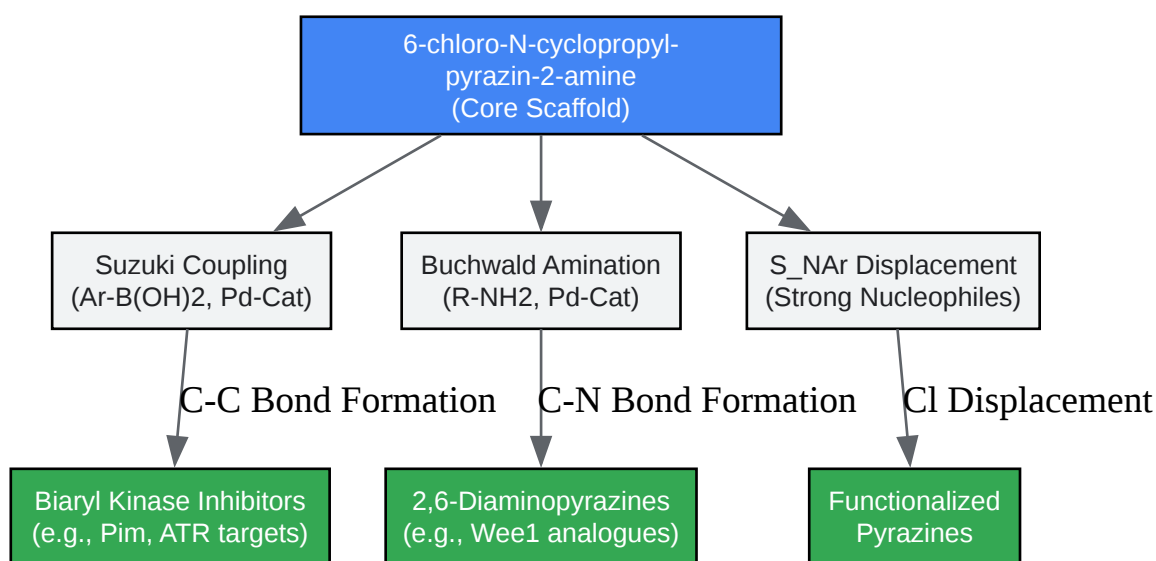 6-chloro-N-cyclopropyl-
pyrazin-2-amine
(Core Scaffold)
Suzuki Coupling
(Ar-B(OH)2, Pd-Cat)
Buchwald Amination
(R-NH2, Pd-Cat)
S_NAr Displacement
(Strong Nucleophiles)
C-C Bond Formation
C-N Bond Formation
Cl Displacement
Biaryl Kinase Inhibitors
(e.g., Pim, ATR targets)
2,6-Diaminopyrazines
(e.g., Wee1 analogues)
Functionalized
Pyrazines